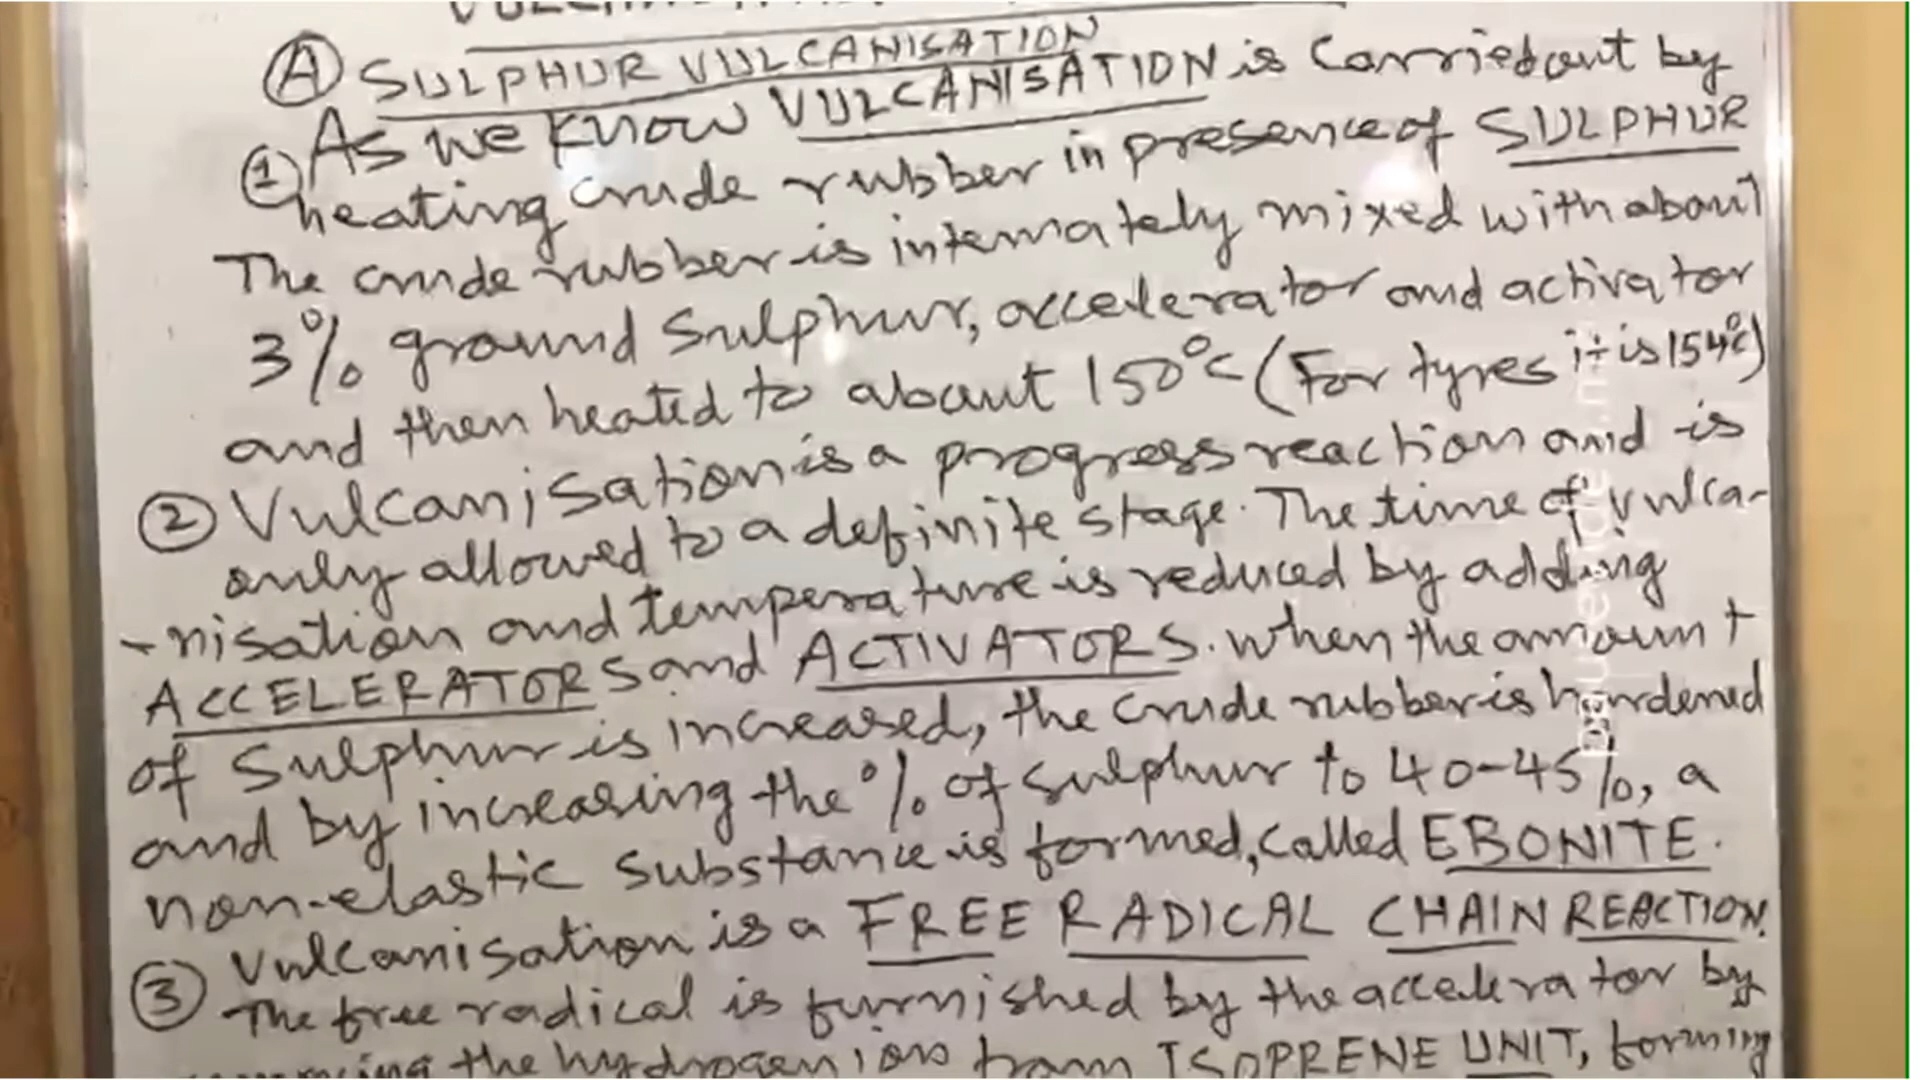 (A) SULPHUR VULCANISATION
(1) As we know VULCANISATION is Carriedout by
heating crude rubber in presence of SULPHUR
The crude rubber is intemately mixed with about
3% ground Sulphur, accelerator and activator
and then heated to about 150°C (For tyres it is 154°C)
(2) Vulcanisation is a progress reaction and is
only allowed to a definite stage. The time of vulca-
-nisation and temperature is reduced by adding
ACCELERATORS and ACTIVATORS. when the amount
of Sulphur is increased, the crude rubber is hardened
and by increasing the % of sulphur to 40-45%, a
non-elastic substance is formed, called EBONITE.
(3) Vulcanisation is a FREE RADICAL CHAIN REACTION.
The free radical is furnished by the accelerator by
the hydrogen ions from ISOPRENE UNIT, forming